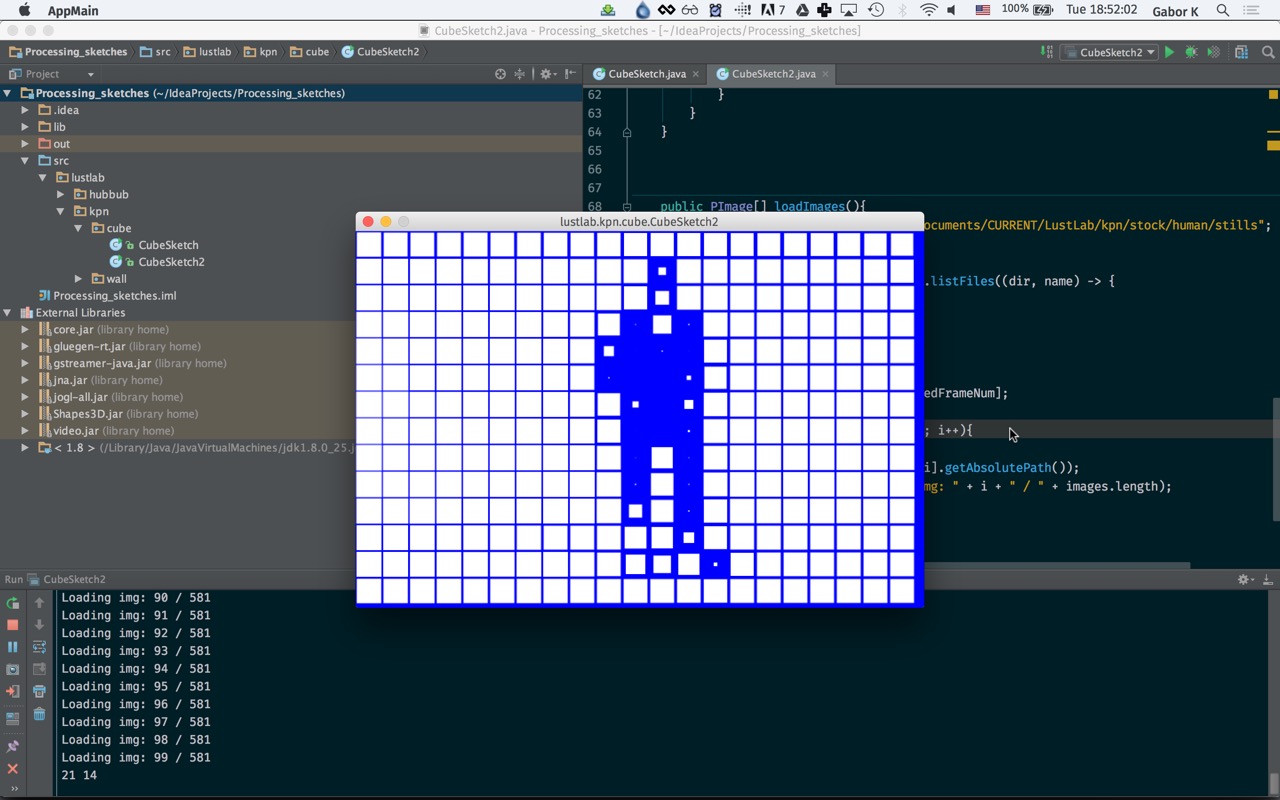 AppMain
7
100%
Tue 18:52:02
Gabor K
CubeSketch2.java - Processing_sketches - [~/IdeaProjects/Processing_sketches]
Processing_sketches
src
lustlab
kpn
cube
CubeSketch2
CubeSketch2
Project
CubeSketch.java
CubeSketch2.java
Processing_sketches (~/IdeaProjects/Processing_sketches)
.idea
lib
out
src
lustlab
hubbub
kpn
cube
CubeSketch
CubeSketch2
wall
Processing_sketches.iml
External Libraries
core.jar (library home)
gluegen-rt.jar (library home)
gstreamer-java.jar (library home)
jna.jar (library home)
jogl-all.jar (library home)
Shapes3D.jar (library home)
video.jar (library home)
< 1.8 > (/Library/Java/JavaVirtualMachines/jdk1.8.0_25.j
62 }
63 }
64 }
65
66
67
68 public PImage[] loadImages(){
ocuments/CURRENT/LustLab/kpn/stock/human/stills";
.listFiles((dir, name) -> {
edFrameNum];
; i++){
i].getAbsolutePath());
mg: " + i + " / " + images.length);
lustlab.kpn.cube.CubeSketch2
Run CubeSketch2
Loading img: 90 / 581
Loading img: 91 / 581
Loading img: 92 / 581
Loading img: 93 / 581
Loading img: 94 / 581
Loading img: 95 / 581
Loading img: 96 / 581
Loading img: 97 / 581
Loading img: 98 / 581
Loading img: 99 / 581
21 14